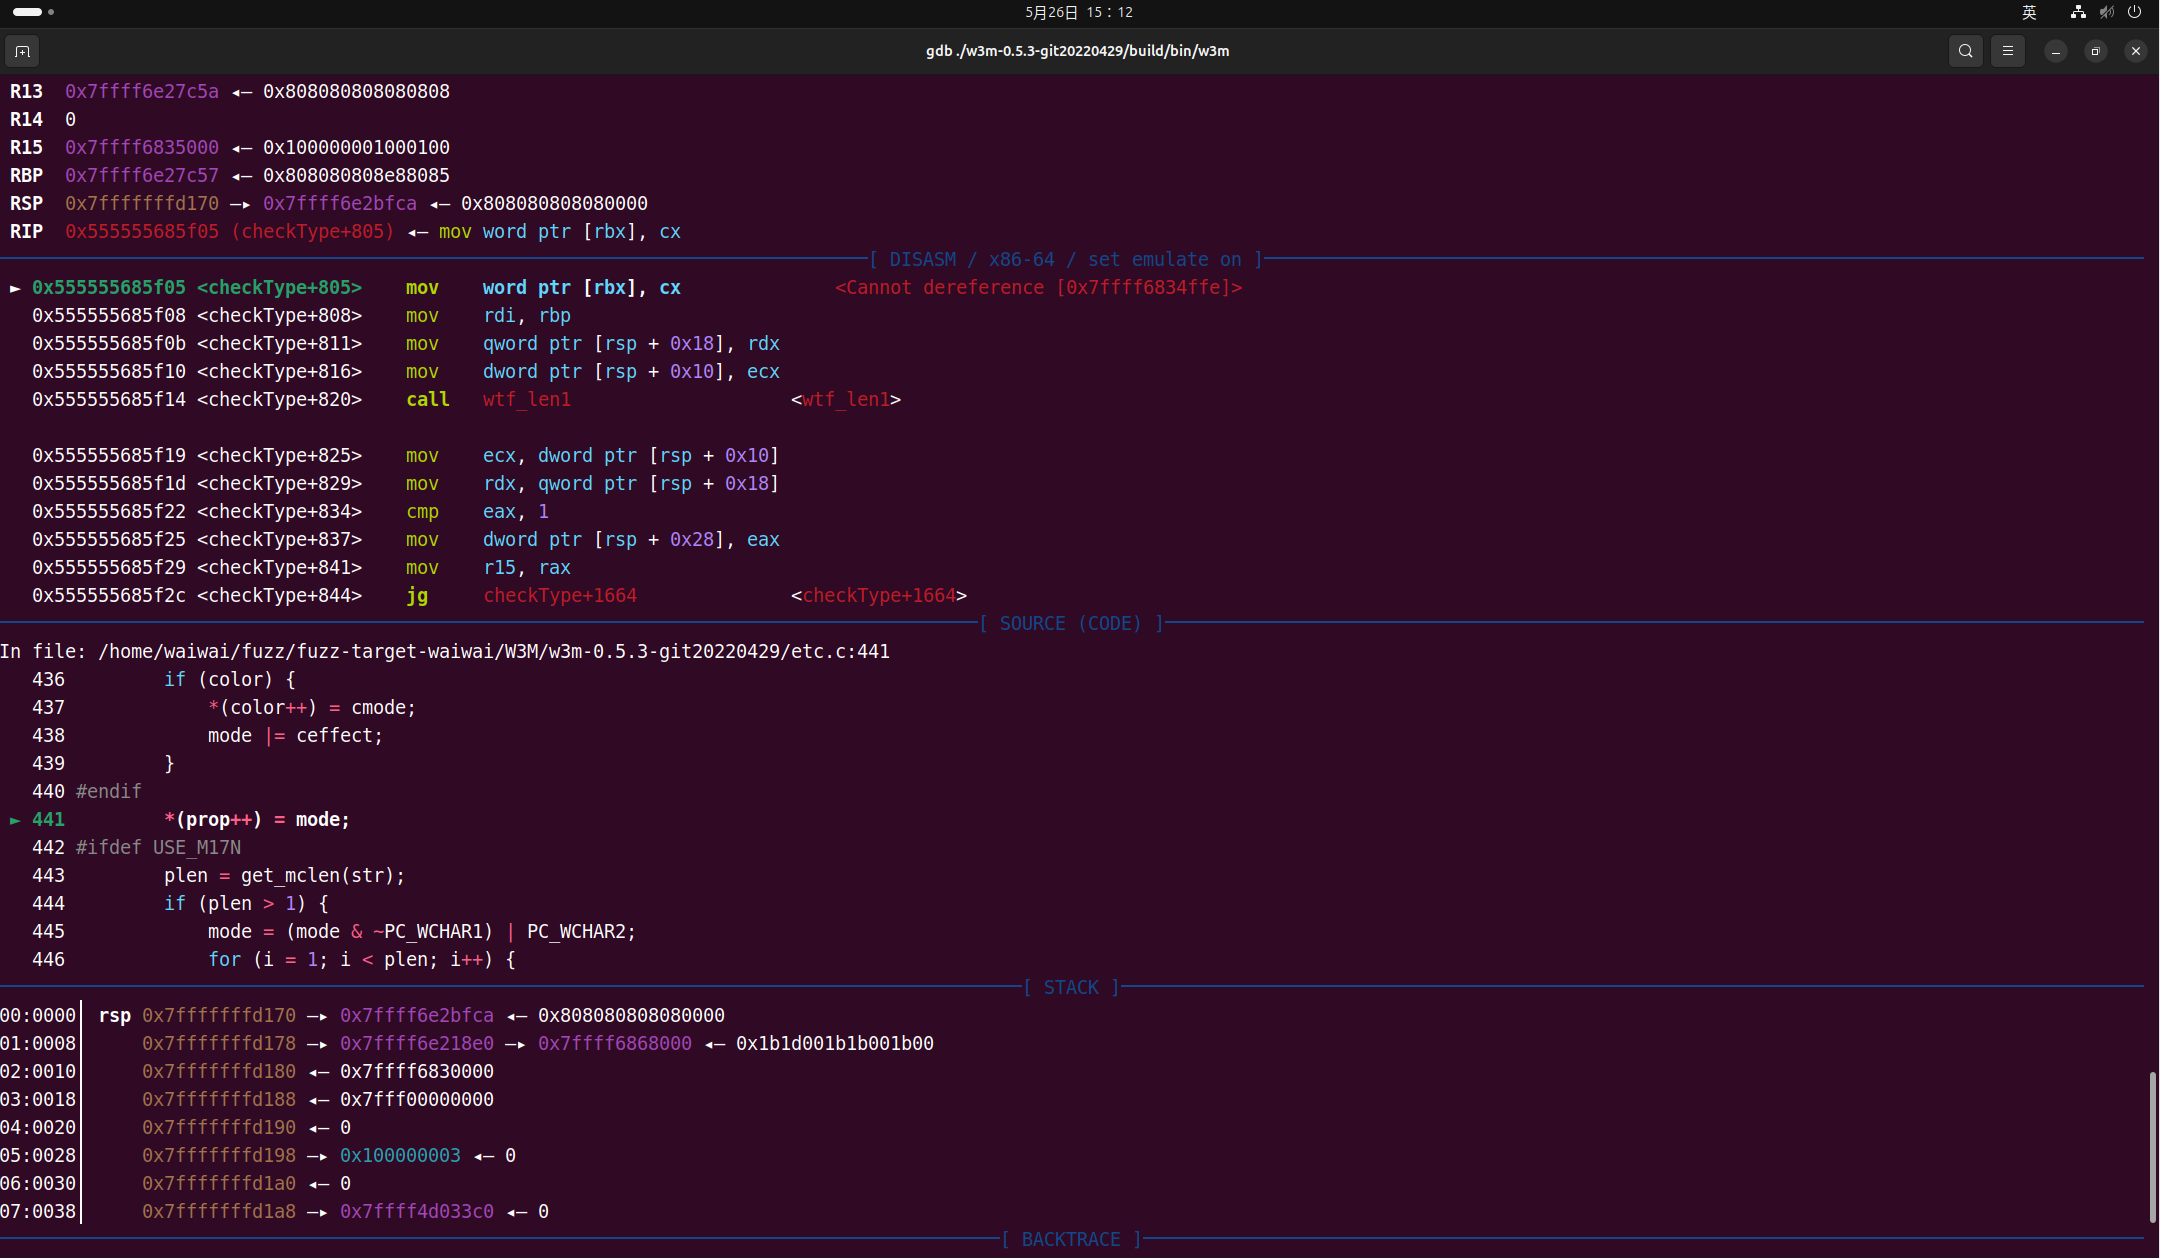 5月26日 15：12
英
gdb ./w3m-0.5.3-git20220429/build/bin/w3m
R13  0x7ffff6e27c5a ◂— 0x808080808080808
R14  0
R15  0x7ffff6835000 ◂— 0x100000001000100
RBP  0x7ffff6e27c57 ◂— 0x808080808e88085
RSP  0x7fffffffd170 —▸ 0x7ffff6e2bfca ◂— 0x808080808080000
RIP  0x555555685f05 (checkType+805) ◂— mov word ptr [rbx], cx
[ DISASM / x86-64 / set emulate on ]
► 0x555555685f05 <checkType+805>    mov    word ptr [rbx], cx              <Cannot dereference [0x7ffff6834ffe]>
0x555555685f08 <checkType+808>    mov    rdi, rbp
0x555555685f0b <checkType+811>    mov    qword ptr [rsp + 0x18], rdx
0x555555685f10 <checkType+816>    mov    dword ptr [rsp + 0x10], ecx
0x555555685f14 <checkType+820>    call   wtf_len1                    <wtf_len1>
0x555555685f19 <checkType+825>    mov    ecx, dword ptr [rsp + 0x10]
0x555555685f1d <checkType+829>    mov    rdx, qword ptr [rsp + 0x18]
0x555555685f22 <checkType+834>    cmp    eax, 1
0x555555685f25 <checkType+837>    mov    dword ptr [rsp + 0x28], eax
0x555555685f29 <checkType+841>    mov    r15, rax
0x555555685f2c <checkType+844>    jg     checkType+1664              <checkType+1664>
[ SOURCE (CODE) ]
In file: /home/waiwai/fuzz/fuzz-target-waiwai/W3M/w3m-0.5.3-git20220429/etc.c:441
436         if (color) {
437             *(color++) = cmode;
438             mode |= ceffect;
439         }
440 #endif
► 441         *(prop++) = mode;
442 #ifdef USE_M17N
443         plen = get_mclen(str);
444         if (plen > 1) {
445             mode = (mode & ~PC_WCHAR1) | PC_WCHAR2;
446             for (i = 1; i < plen; i++) {
[ STACK ]
00:0000│ rsp 0x7fffffffd170 —▸ 0x7ffff6e2bfca ◂— 0x808080808080000
01:0008│     0x7fffffffd178 —▸ 0x7ffff6e218e0 —▸ 0x7ffff6868000 ◂— 0x1b1d001b1b001b00
02:0010│     0x7fffffffd180 ◂— 0x7ffff6830000
03:0018│     0x7fffffffd188 ◂— 0x7fff00000000
04:0020│     0x7fffffffd190 ◂— 0
05:0028│     0x7fffffffd198 —▸ 0x100000003 ◂— 0
06:0030│     0x7fffffffd1a0 ◂— 0
07:0038│     0x7fffffffd1a8 —▸ 0x7ffff4d033c0 ◂— 0
[ BACKTRACE ]